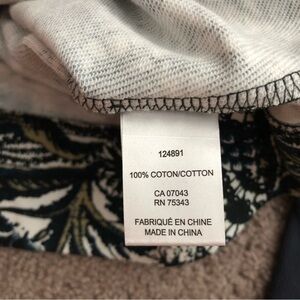 124891
100% COTON/COTTON
CA 07043
RN 75343
FABRIQUÉ EN CHINE
MADE IN CHINA